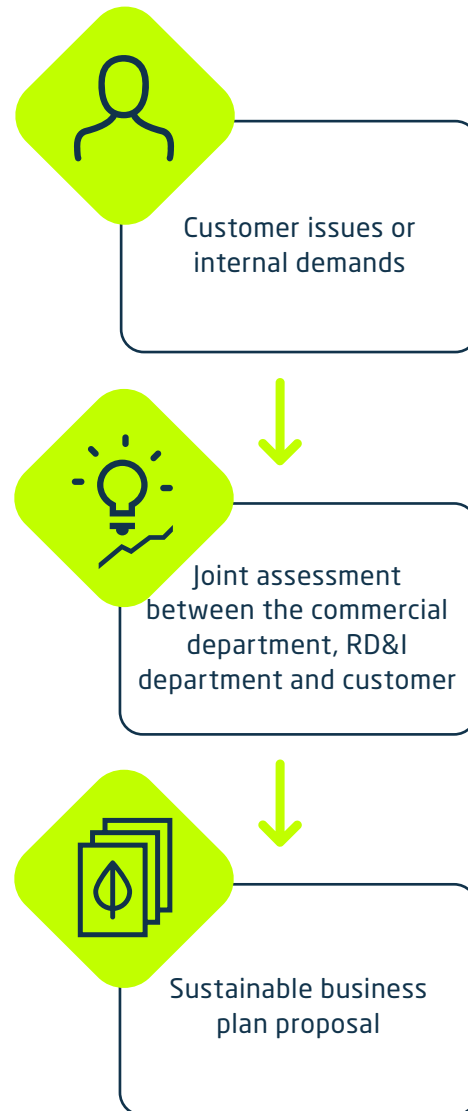 Customer issues or
internal demands
Joint assessment
between the commercial
department, RD&I
department and customer
Sustainable business
plan proposal